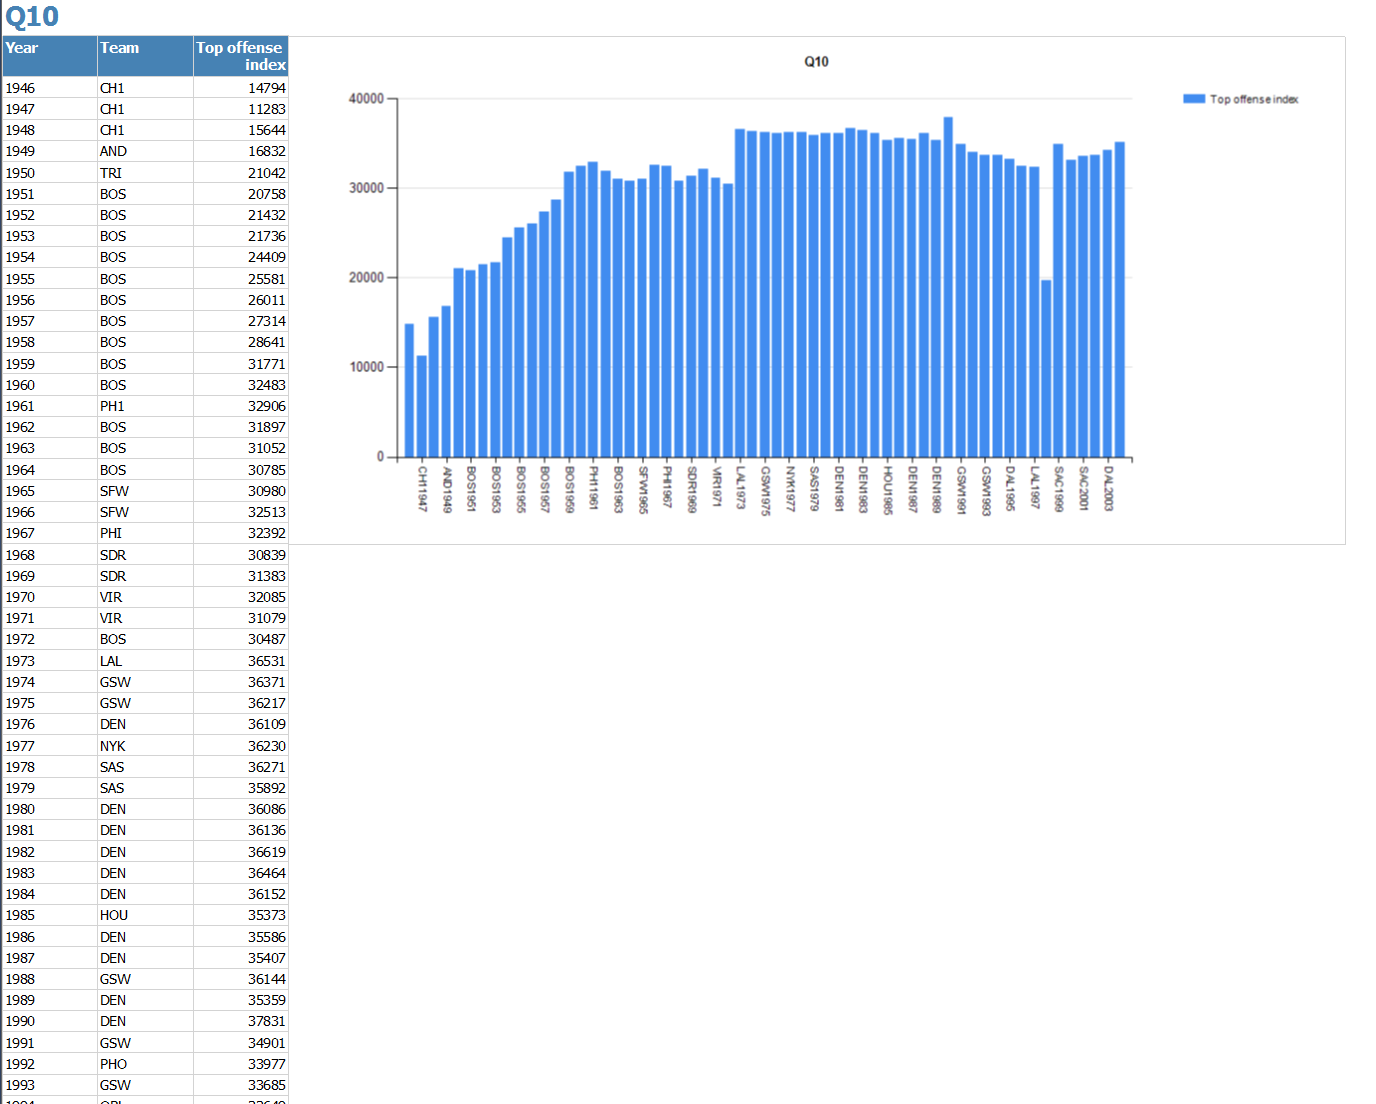 Q10
Year Team Top offense index
1946 CH1 14794
1947 CH1 11283
1948 CH1 15644
1949 AND 16832
1950 TRI 21042
1951 BOS 20758
1952 BOS 21432
1953 BOS 21736
1954 BOS 24409
1955 BOS 25581
1956 BOS 26011
1957 BOS 27314
1958 BOS 28641
1959 BOS 31771
1960 BOS 32483
1961 PH1 32906
1962 BOS 31897
1963 BOS 31052
1964 BOS 30785
1965 SFW 30980
1966 SFW 32513
1967 PHI 32392
1968 SDR 30839
1969 SDR 31383
1970 VIR 32085
1971 VIR 31079
1972 BOS 30487
1973 LAL 36531
1974 GSW 36371
1975 GSW 36217
1976 DEN 36109
1977 NYK 36230
1978 SAS 36271
1979 SAS 35892
1980 DEN 36086
1981 DEN 36136
1982 DEN 36619
1983 DEN 36464
1984 DEN 36152
1985 HOU 35373
1986 DEN 35586
1987 DEN 35407
1988 GSW 36144
1989 DEN 35359
1990 DEN 37831
1991 GSW 34901
1992 PHO 33977
1993 GSW 33685
Q10
Top offense index
40000
30000
20000
10000
0
CH11947
AND1949
BOS1951
BOS1953
BOS1955
BOS1957
BOS1959
PH11961
BOS1963
SFW1965
PHI1967
SDR1969
VIR1971
LAL1973
GSW1975
NYK1977
SAS1979
DEN1981
DEN1983
HOU1985
DEN1987
DEN1989
GSW1991
GSW1993
DAL1995
LAL1997
SAC1999
SAC2001
DAL2003